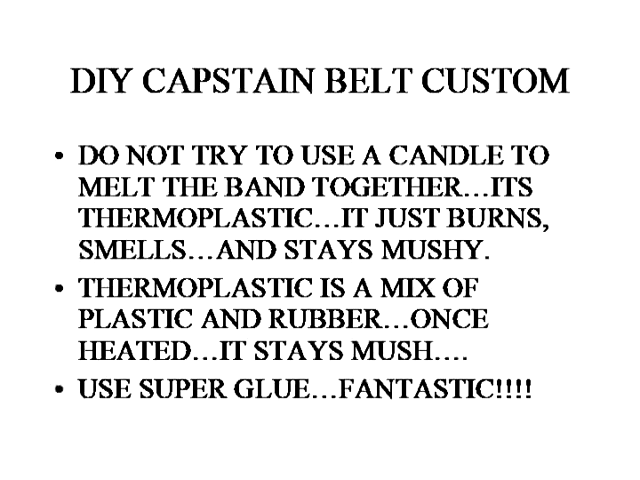 DIY CAPSTAIN BELT CUSTOM
• DO NOT TRY TO USE A CANDLE TO
MELT THE BAND TOGETHER…ITS
THERMOPLASTIC…IT JUST BURNS,
SMELLS…AND STAYS MUSHY.
• THERMOPLASTIC IS A MIX OF
PLASTIC AND RUBBER…ONCE
HEATED…IT STAYS MUSH….
• USE SUPER GLUE…FANTASTIC!!!!